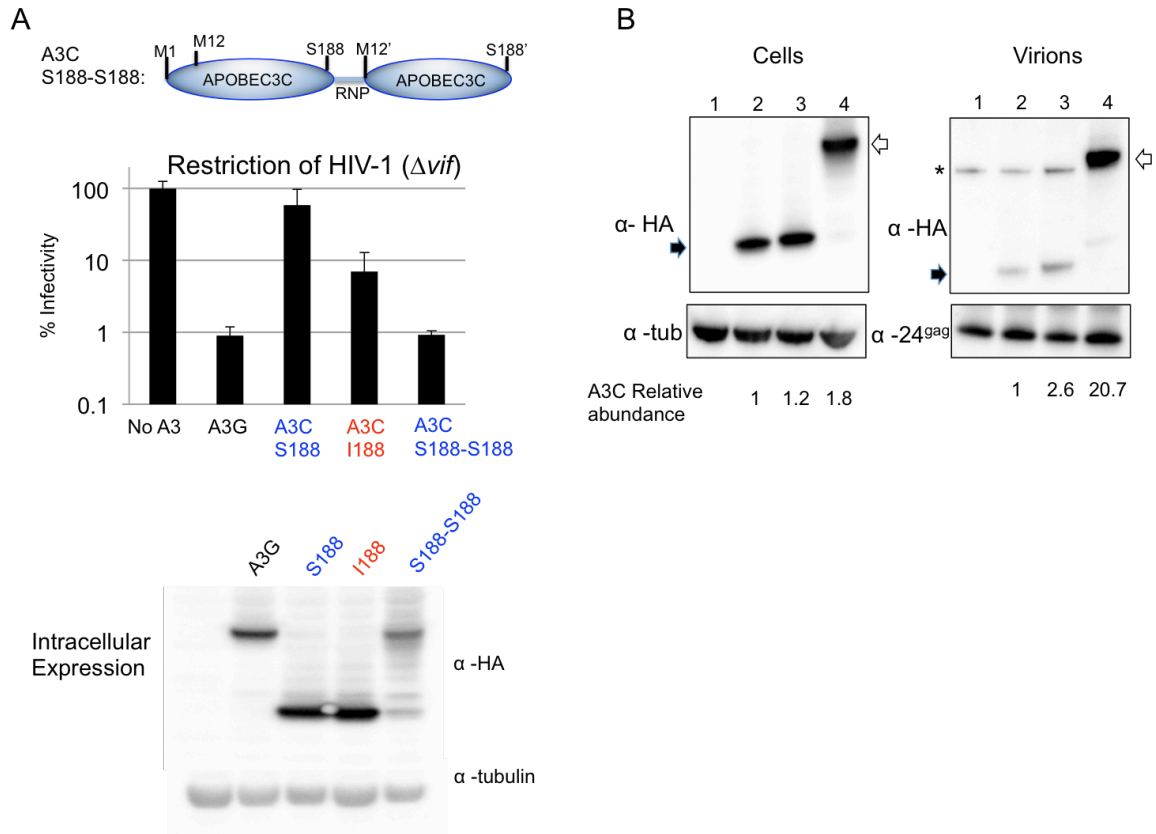 A
A3C
S188-S188:
M1
M12
S188
M12'
S188'
APOBEC3C
APOBEC3C
RNP
Restriction of HIV-1 (Δvif)
% Infectivity
100
10
1
0.1
No A3
A3G
A3C
S188
A3C
I188
A3C
S188-S188
A3G
S188
I188
S188-S188
Intracellular
Expression
α -HA
α -tubulin
B
Cells
Virions
1 2 3 4
1 2 3 4
α- HA
*
α -HA
α -tub
α -24gag
A3C Relative
abundance
1 1.2 1.8
1 2.6 20.7